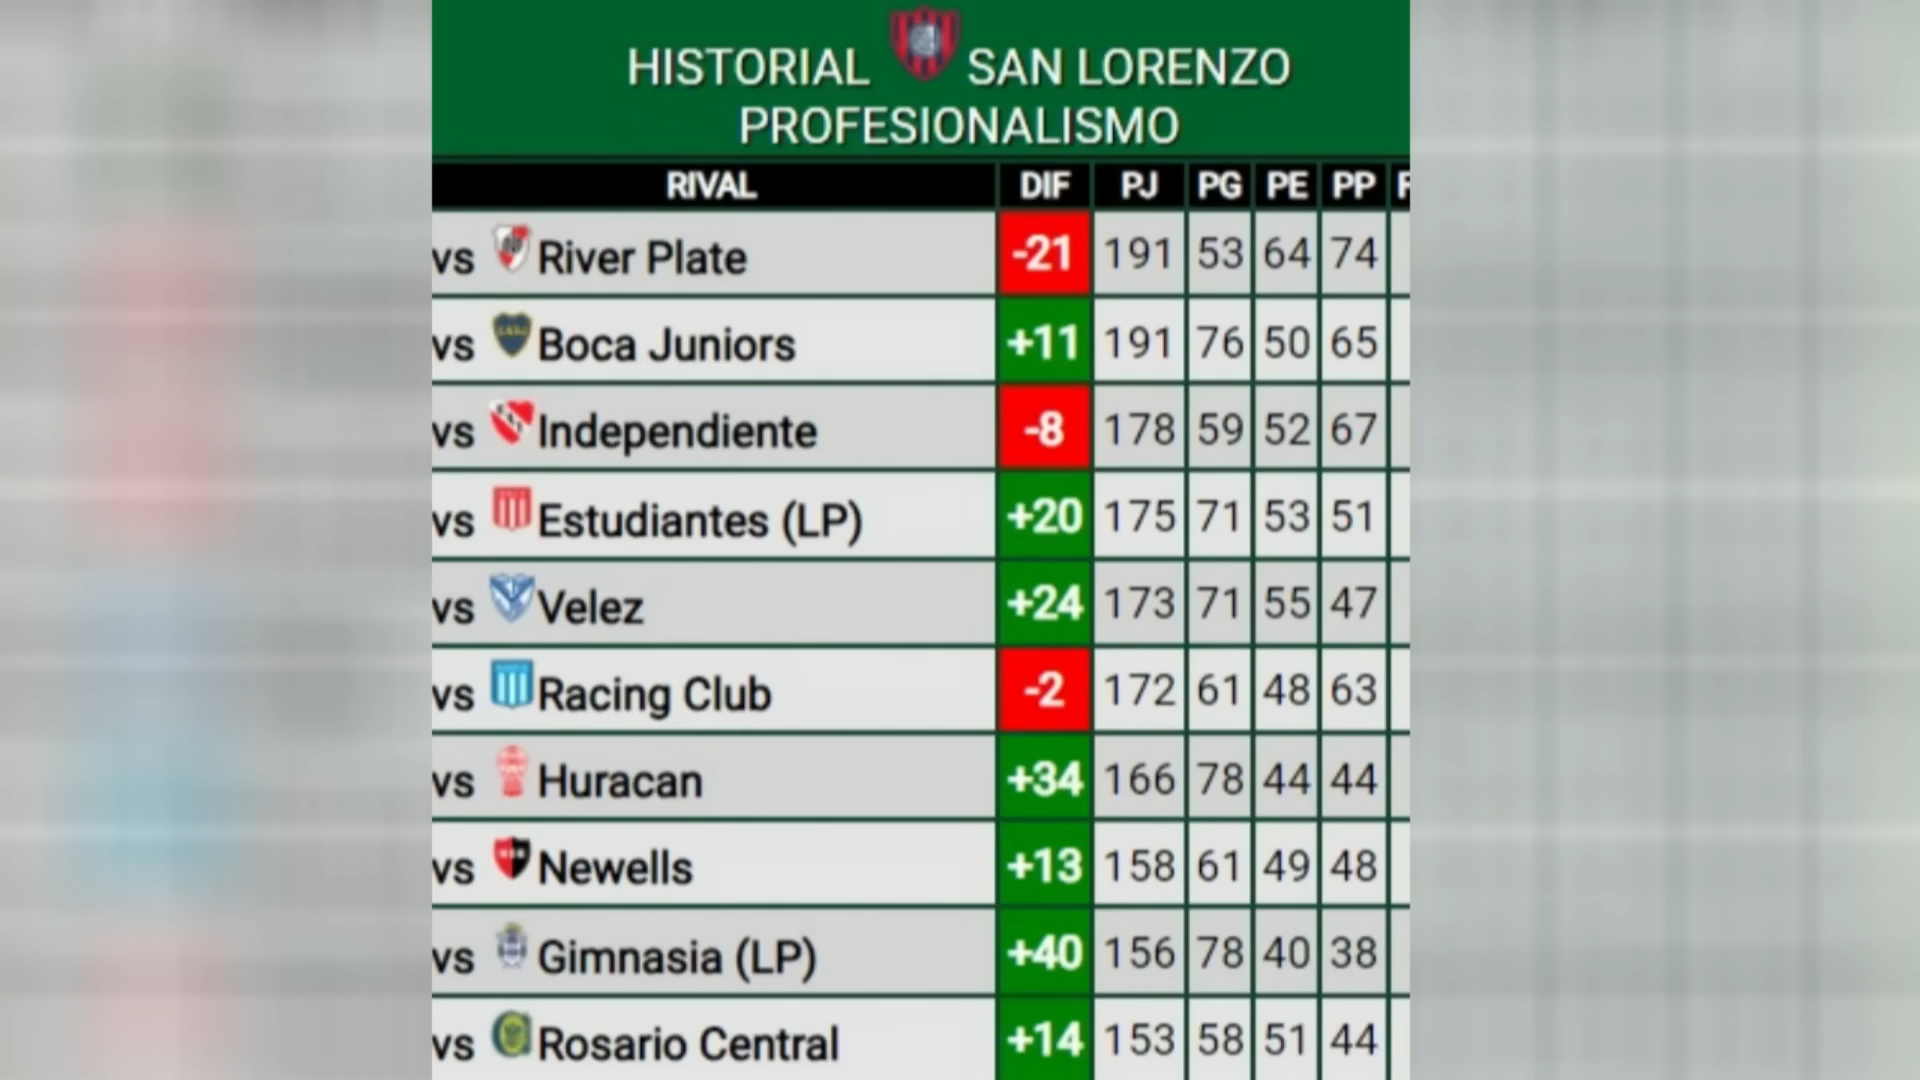 HISTORIAL SAN LORENZO
PROFESIONALISMO
RIVAL DIF PJ PG PE PP
vs River Plate -21 191 53 64 74
vs Boca Juniors +11 191 76 50 65
vs Independiente -8 178 59 52 67
vs Estudiantes (LP) +20 175 71 53 51
vs Velez +24 173 71 55 47
vs Racing Club -2 172 61 48 63
vs Huracan +34 166 78 44 44
vs Newells +13 158 61 49 48
vs Gimnasia (LP) +40 156 78 40 38
vs Rosario Central +14 153 58 51 44